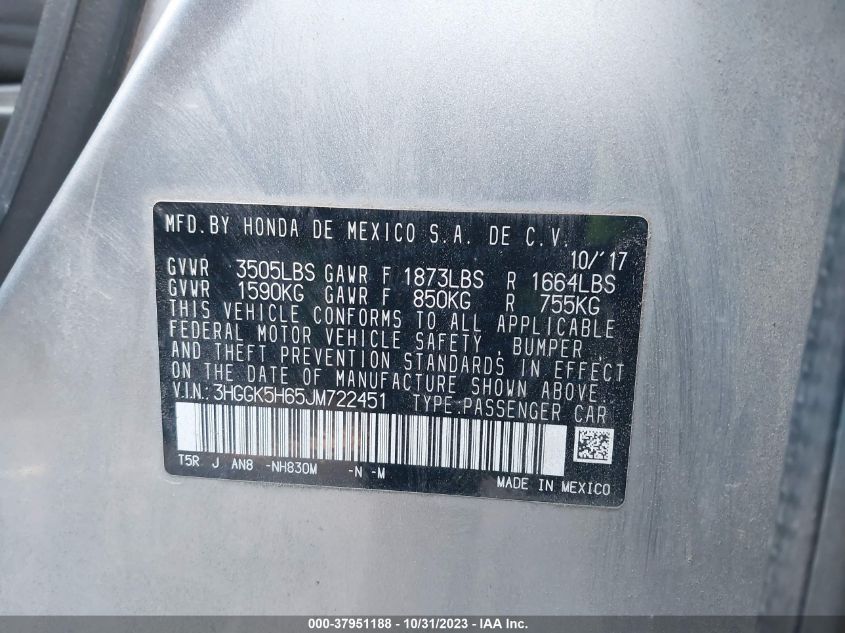 MFD. BY HONDA DE MEXICO S.A. DE C.V.
10/'17
GVWR 3505LBS GAWR F 1873LBS R 1664LBS
GVWR 1590KG GAWR F 850KG R 755KG
THIS VEHICLE CONFORMS TO ALL APPLICABLE
FEDERAL MOTOR VEHICLE SAFETY, BUMPER,
AND THEFT PREVENTION STANDARDS IN EFFECT
ON THE DATE OF MANUFACTURE SHOWN ABOVE.
V.I.N.: 3HGGK5H65JM722451 TYPE:PASSENGER CAR
T5R J AN8 -NH830M -N -M
MADE IN MEXICO
000-37951188 - 10/31/2023 - IAA Inc.